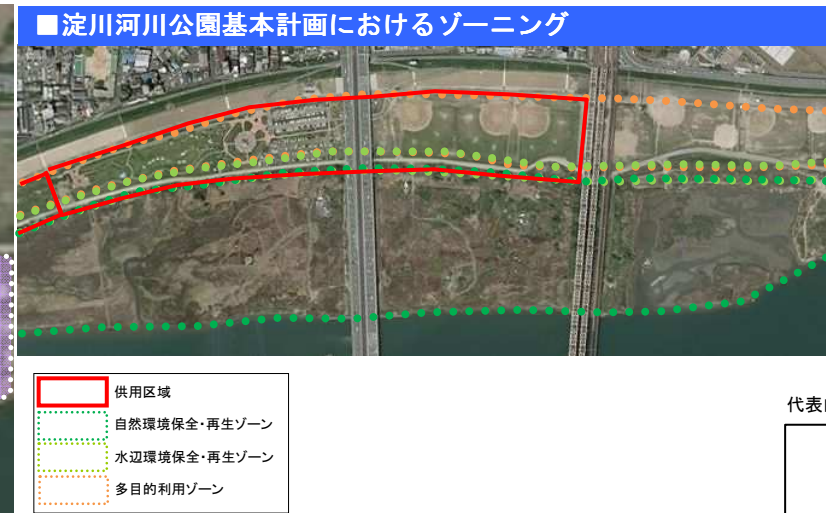 ■淀川河川公園基本計画におけるゾーニング
供用区域
自然環境保全・再生ゾーン
水辺環境保全・再生ゾーン
多目的利用ゾーン
代表